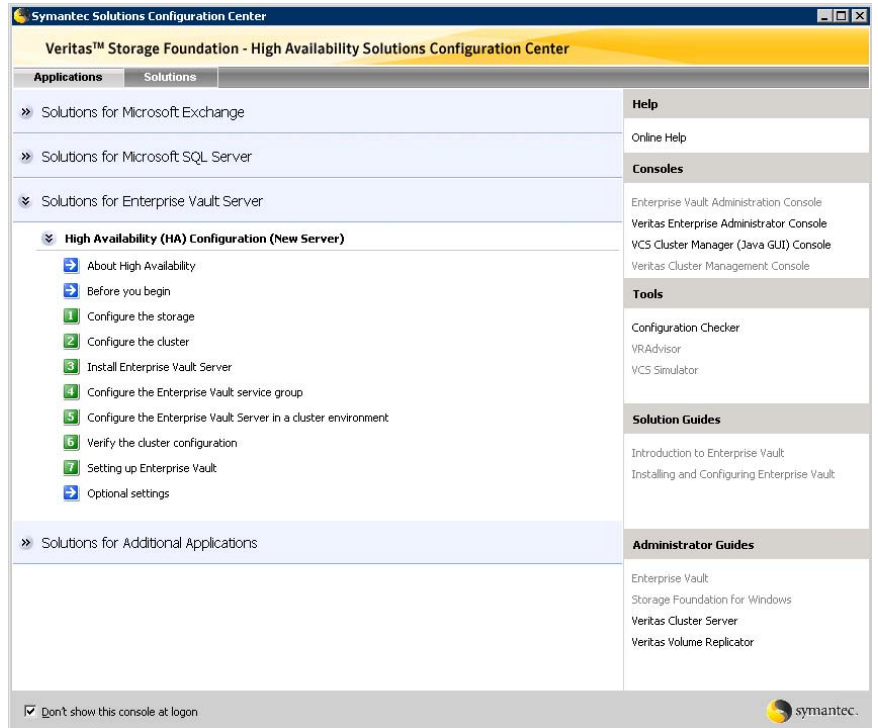 Symantec Solutions Configuration Center
Veritas™ Storage Foundation - High Availability Solutions Configuration Center
Applications
Solutions
Solutions for Microsoft Exchange
Solutions for Microsoft SQL Server
Solutions for Enterprise Vault Server
High Availability (HA) Configuration (New Server)
About High Availability
Before you begin
1 Configure the storage
2 Configure the cluster
3 Install Enterprise Vault Server
4 Configure the Enterprise Vault service group
5 Configure the Enterprise Vault Server in a cluster environment
6 Verify the cluster configuration
7 Setting up Enterprise Vault
Optional settings
Solutions for Additional Applications
Help
Online Help
Consoles
Enterprise Vault Administration Console
Veritas Enterprise Administrator Console
VCS Cluster Manager (Java GUI) Console
Veritas Cluster Management Console
Tools
Configuration Checker
VRAdvisor
VCS Simulator
Solution Guides
Introduction to Enterprise Vault
Installing and Configuring Enterprise Vault
Administrator Guides
Enterprise Vault
Storage Foundation for Windows
Veritas Cluster Server
Veritas Volume Replicator
Don't show this console at logon
symantec.